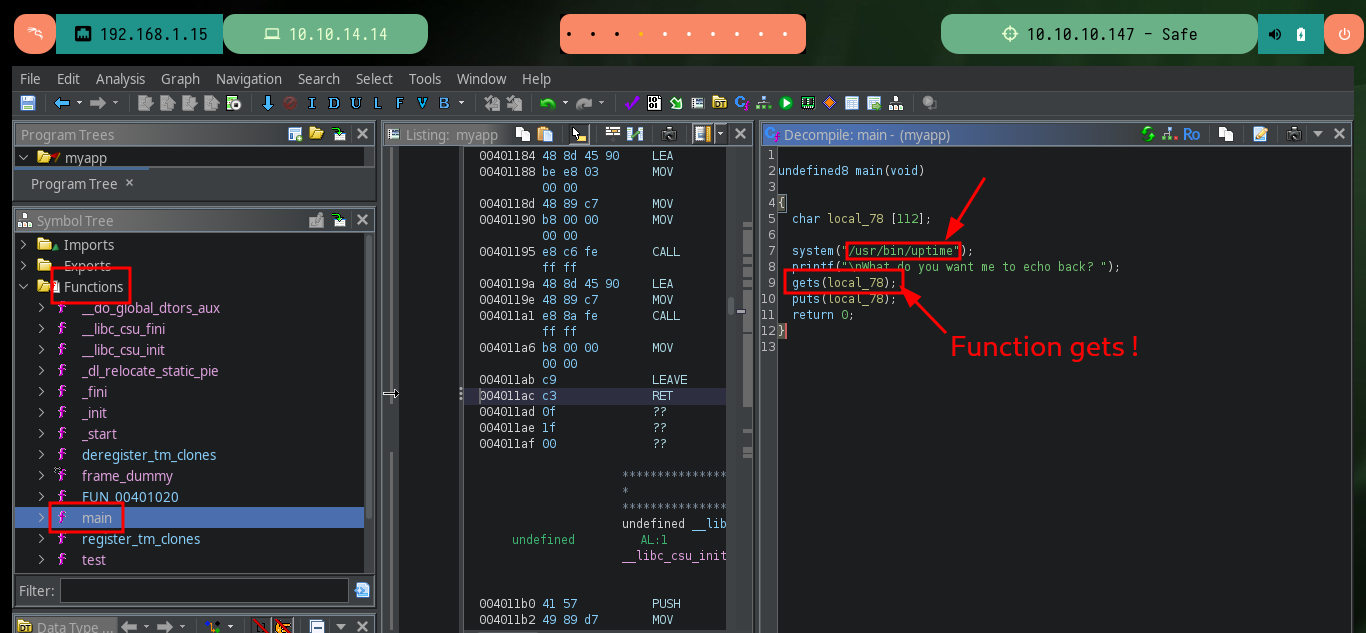 192.168.1.15
10.10.14.14
10.10.10.147 - Safe
File Edit Analysis Graph Navigation Search Select Tools Window Help
I D U L F V B
Program Trees
myapp
Program Tree ×
Symbol Tree
Imports
Exports
Functions
__do_global_dtors_aux
__libc_csu_fini
__libc_csu_init
_dl_relocate_static_pie
_fini
_init
_start
deregister_tm_clones
frame_dummy
FUN_00401020
main
register_tm_clones
test
Filter:
Data Type ...
Listing: myapp
00401184 48 8d 45 90 LEA
00401188 be e8 03 MOV
00 00
0040118d 48 89 c7 MOV
00401190 b8 00 00 MOV
00 00
00401195 e8 c6 fe CALL
ff ff
0040119a 48 8d 45 90 LEA
0040119e 48 89 c7 MOV
004011a1 e8 8a fe CALL
ff ff
004011a6 b8 00 00 MOV
00 00
004011ab c9 LEAVE
004011ac c3 RET
004011ad 0f ??
004011ae 1f ??
004011af 00 ??
***************
*
***************
undefined __lib
undefined AL:1
__libc_csu_init
004011b0 41 57 PUSH
004011b2 49 89 d7 MOV
Decompile: main - (myapp)
Ro
1
2 undefined8 main(void)
3
4 {
5 char local_78 [112];
6
7 system("/usr/bin/uptime");
8 printf("\nWhat do you want me to echo back? ");
9 gets(local_78);
10 puts(local_78);
11 return 0;
12 }
13
Function gets !